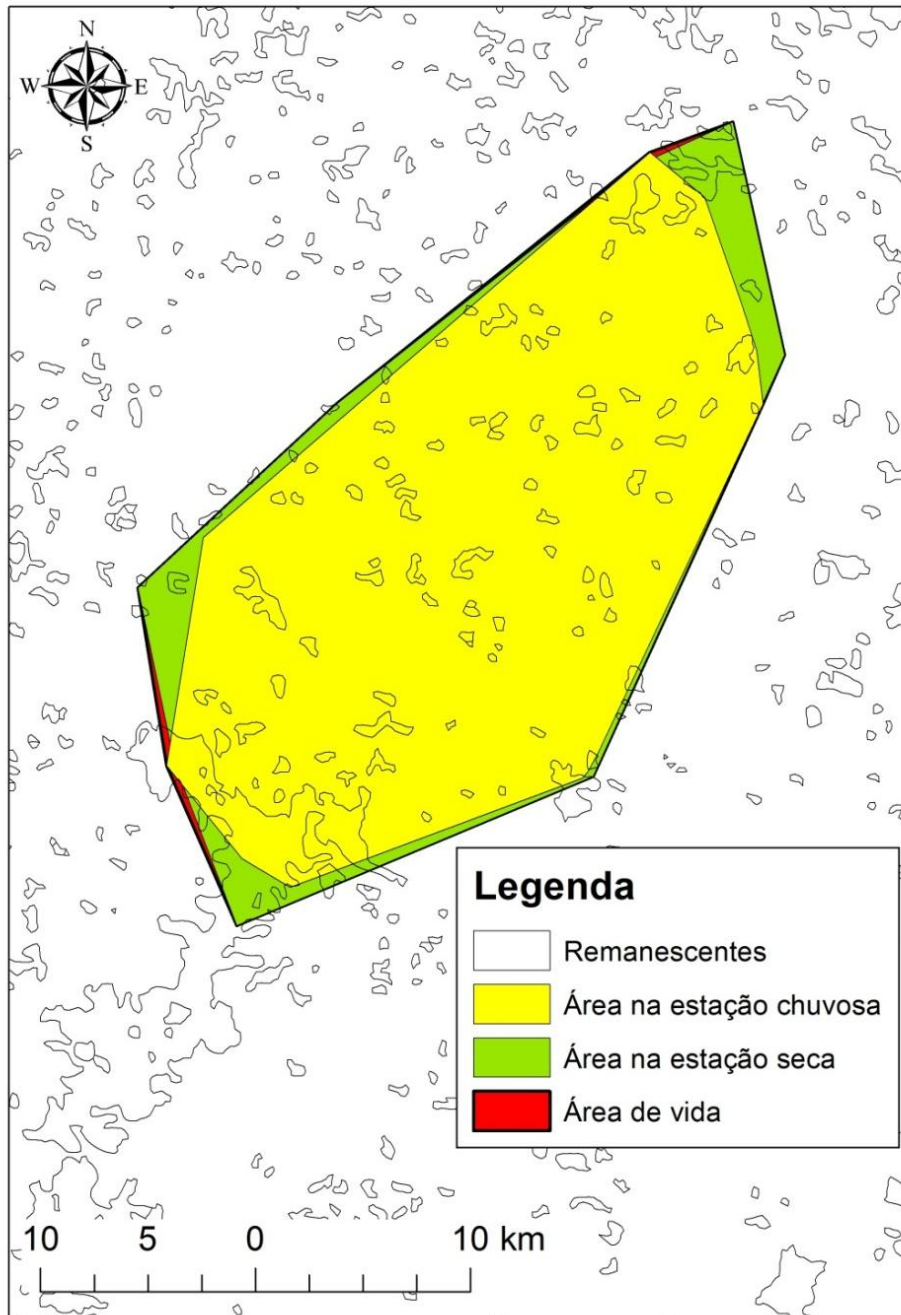 N
W E
S
Legenda
Remanescentes
Área na estação chuvosa
Área na estação seca
Área de vida
10 5 0 10 km